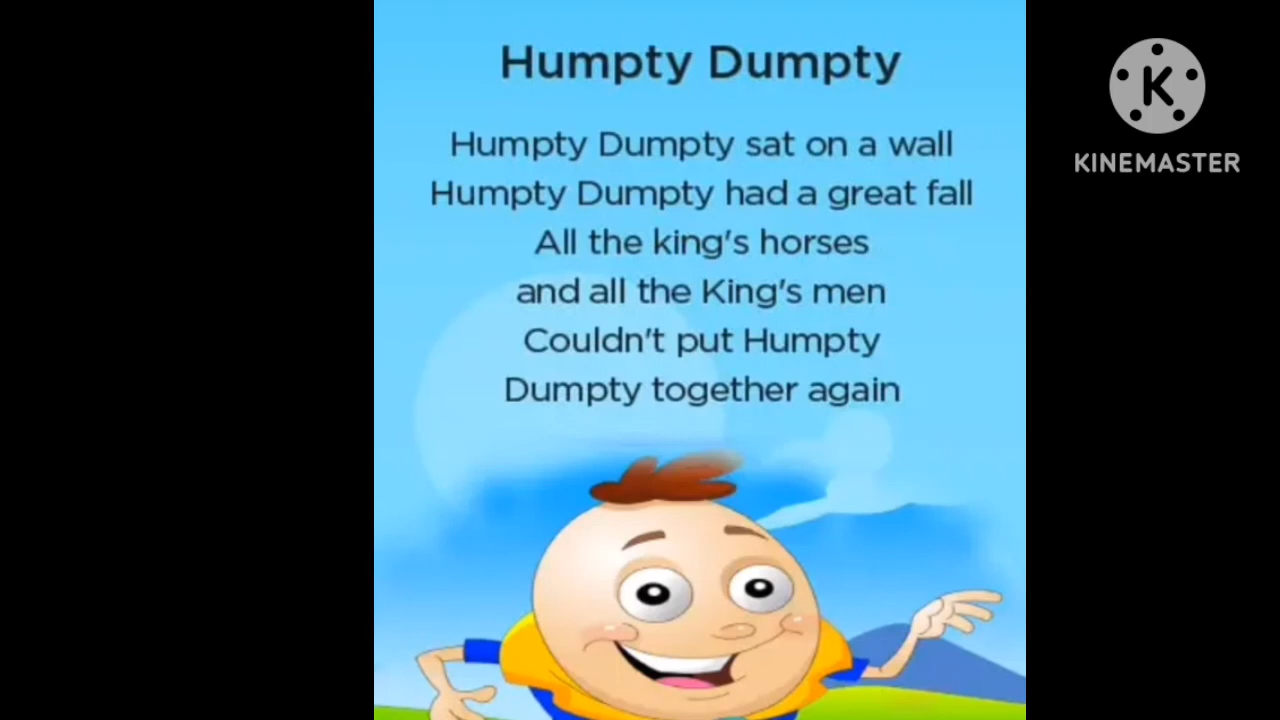 Humpty Dumpty
Humpty Dumpty sat on a wall
Humpty Dumpty had a great fall
All the king's horses
and all the King's men
Couldn't put Humpty
Dumpty together again
K
KINEMASTER